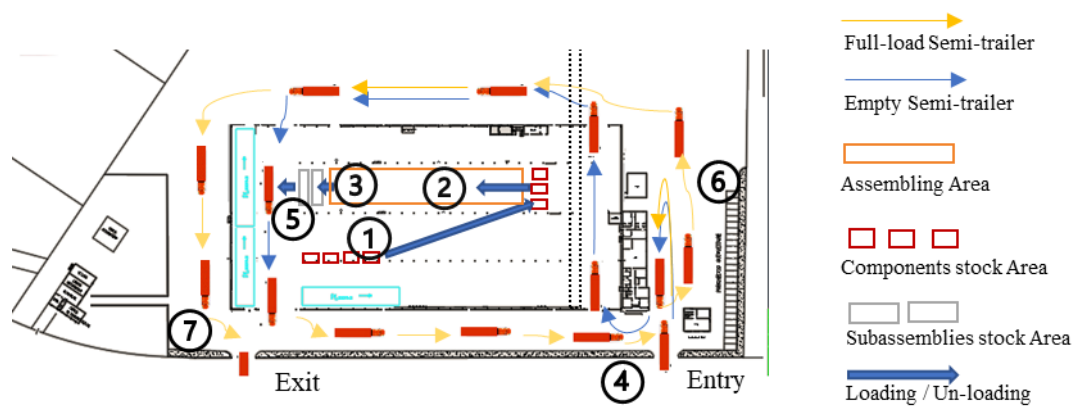 Full-load Semi-trailer
Empty Semi-trailer
Assembling Area
Components stock Area
Subassemblies stock Area
Loading / Un-loading
2
3
5
1
6
7
4
Exit
Entry